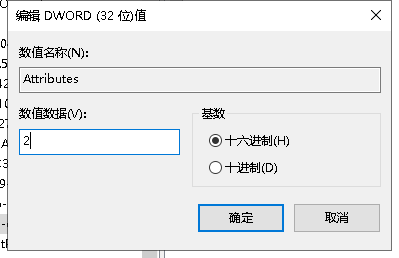 编辑 DWORD (32 位)值
数值名称(N):
Attributes
数值数据(V):
2
基数
十六进制(H)
十进制(D)
确定
取消